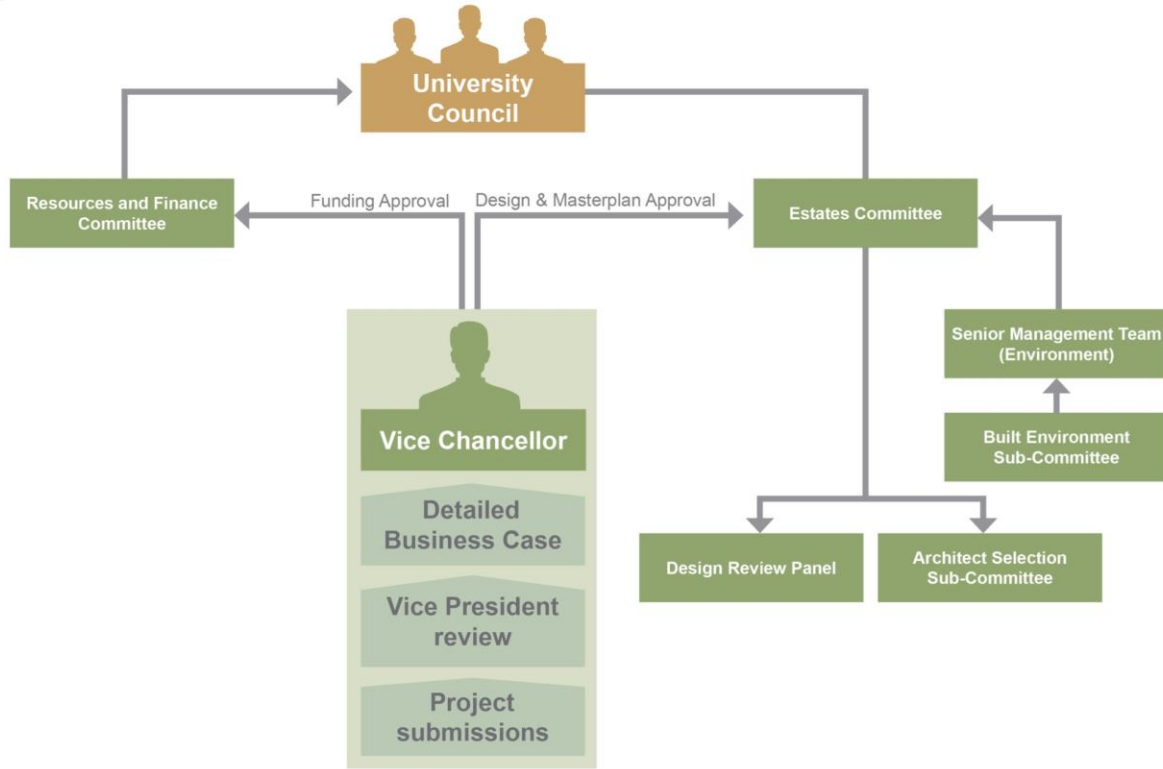 University
Council
Resources and Finance
Committee
Funding Approval
Design & Masterplan Approval
Estates Committee
Senior Management Team
(Environment)
Vice Chancellor
Built Environment
Sub-Committee
Detailed
Business Case
Design Review Panel
Architect Selection
Sub-Committee
Vice President
review
Project
submissions